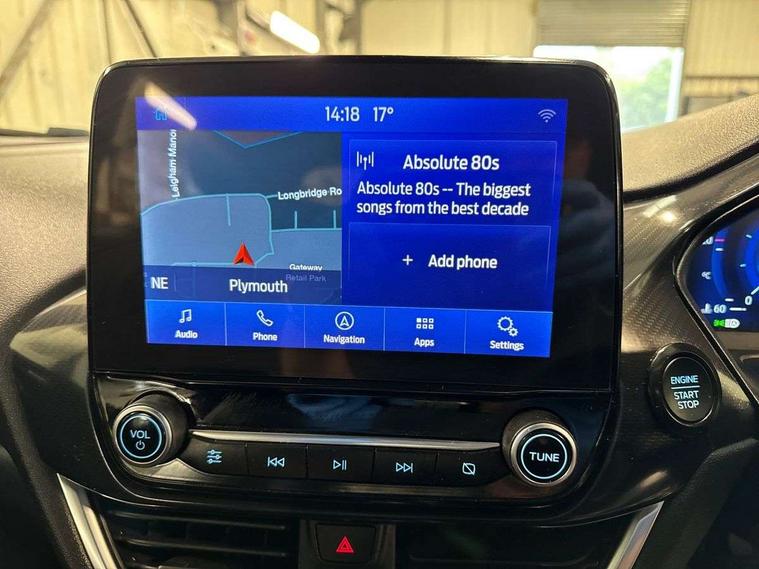 14:18 17°
Leigham Manor
Longbridge Ro
Gateway
Retail Park
NE
Plymouth
Absolute 80s
Absolute 80s -- The biggest
songs from the best decade
+ Add phone
Audio
Phone
Navigation
Apps
Settings
VOL
TUNE
ENGINE
START
STOP
°C
60
0